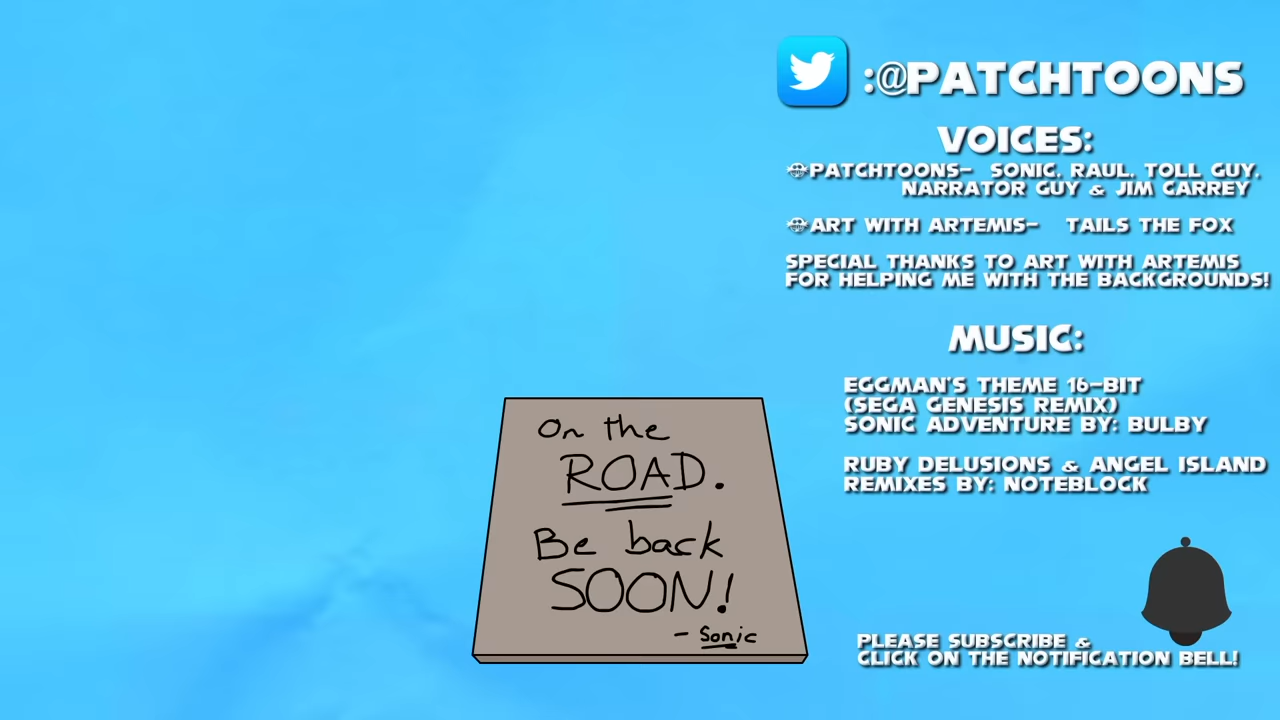 :@PATCHTOONS
VOICES:
PATCHTOONS- SONIC, RAUL, TOLL GUY,
NARRATOR GUY & JIM CARREY
ART WITH ARTEMIS- TAILS THE FOX
SPECIAL THANKS TO ART WITH ARTEMIS
FOR HELPING ME WITH THE BACKGROUNDS!
MUSIC:
EGGMAN'S THEME 16-BIT
(SEGA GENESIS REMIX)
SONIC ADVENTURE BY: BULBY
RUBY DELUSIONS & ANGEL ISLAND
REMIXES BY: NOTEBLOCK
On the
ROAD.
Be back
SOON!
- Sonic
PLEASE SUBSCRIBE &
CLICK ON THE NOTIFICATION BELL!